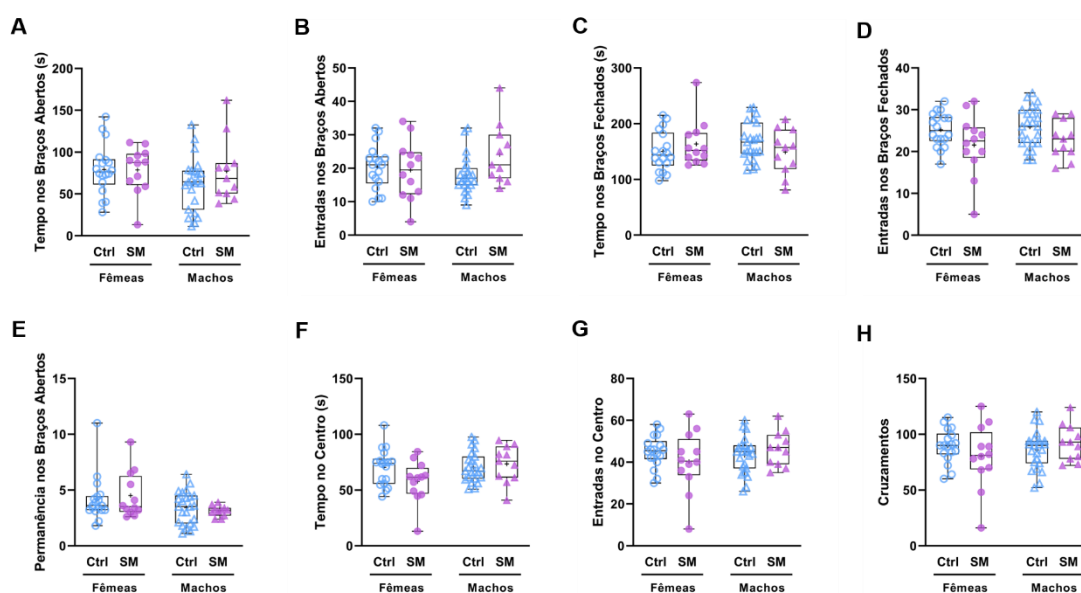 A
Tempo nos Braços Abertos (s)
200
150
100
50
0
Ctrl SM Ctrl SM
Fêmeas Machos
B
Entradas nos Braços Abertos
50
40
30
20
10
0
Ctrl SM Ctrl SM
Fêmeas Machos
C
Tempo nos Braços Fechados (s)
300
200
100
0
Ctrl SM Ctrl SM
Fêmeas Machos
D
Entradas nos Braços Fechados
40
30
20
10
0
Ctrl SM Ctrl SM
Fêmeas Machos
E
Permanência nos Braços Abertos
15
10
5
0
Ctrl SM Ctrl SM
Fêmeas Machos
F
Tempo no Centro (s)
150
100
50
0
Ctrl SM Ctrl SM
Fêmeas Machos
G
Entradas no Centro
80
60
40
20
0
Ctrl SM Ctrl SM
Fêmeas Machos
H
Cruzamentos
150
100
50
0
Ctrl SM Ctrl SM
Fêmeas Machos